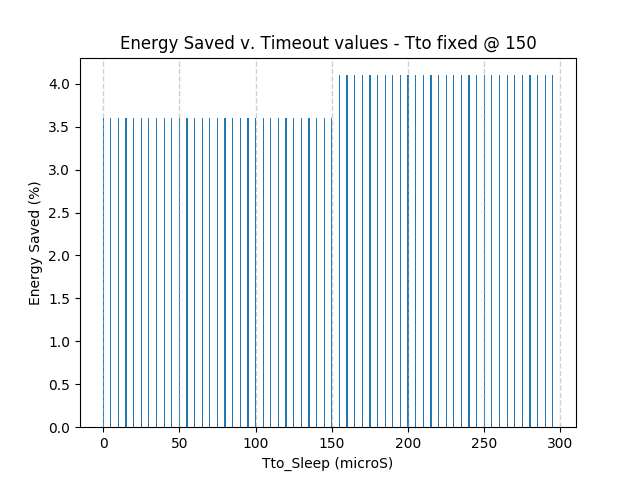 Energy Saved v. Timeout values - Tto fixed @ 150
4.0
3.5
3.0
2.5
2.0
1.5
1.0
0.5
0.0
Energy Saved (%)
0 50 100 150 200 250 300
Tto_Sleep (microS)